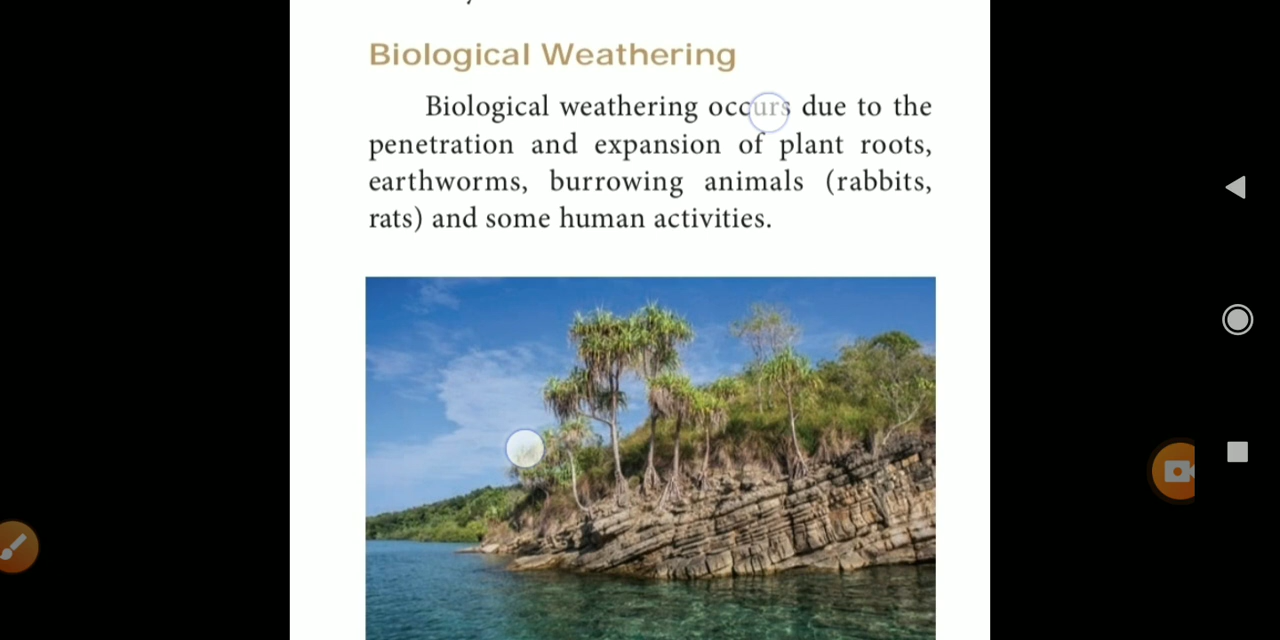 Biological Weathering
Biological weathering occurs due to the
penetration and expansion of plant roots,
earthworms, burrowing animals (rabbits,
rats) and some human activities.